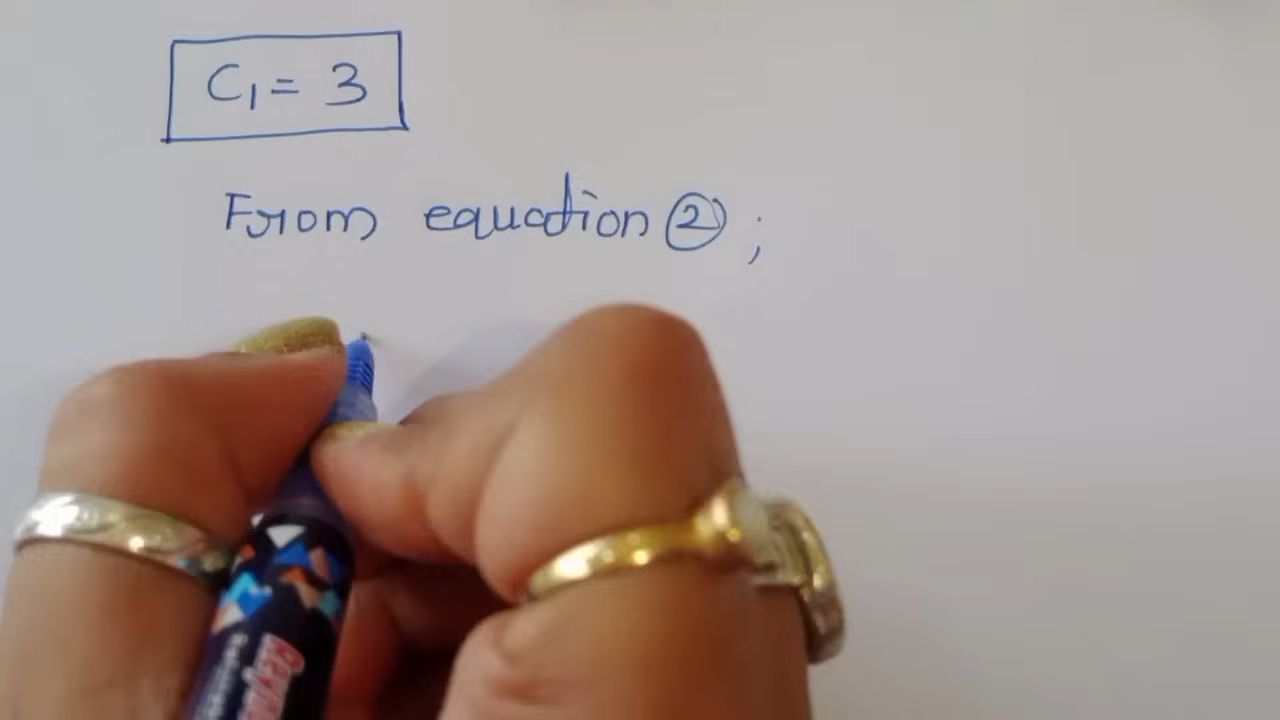 C₁ = 3
From equation ② ;